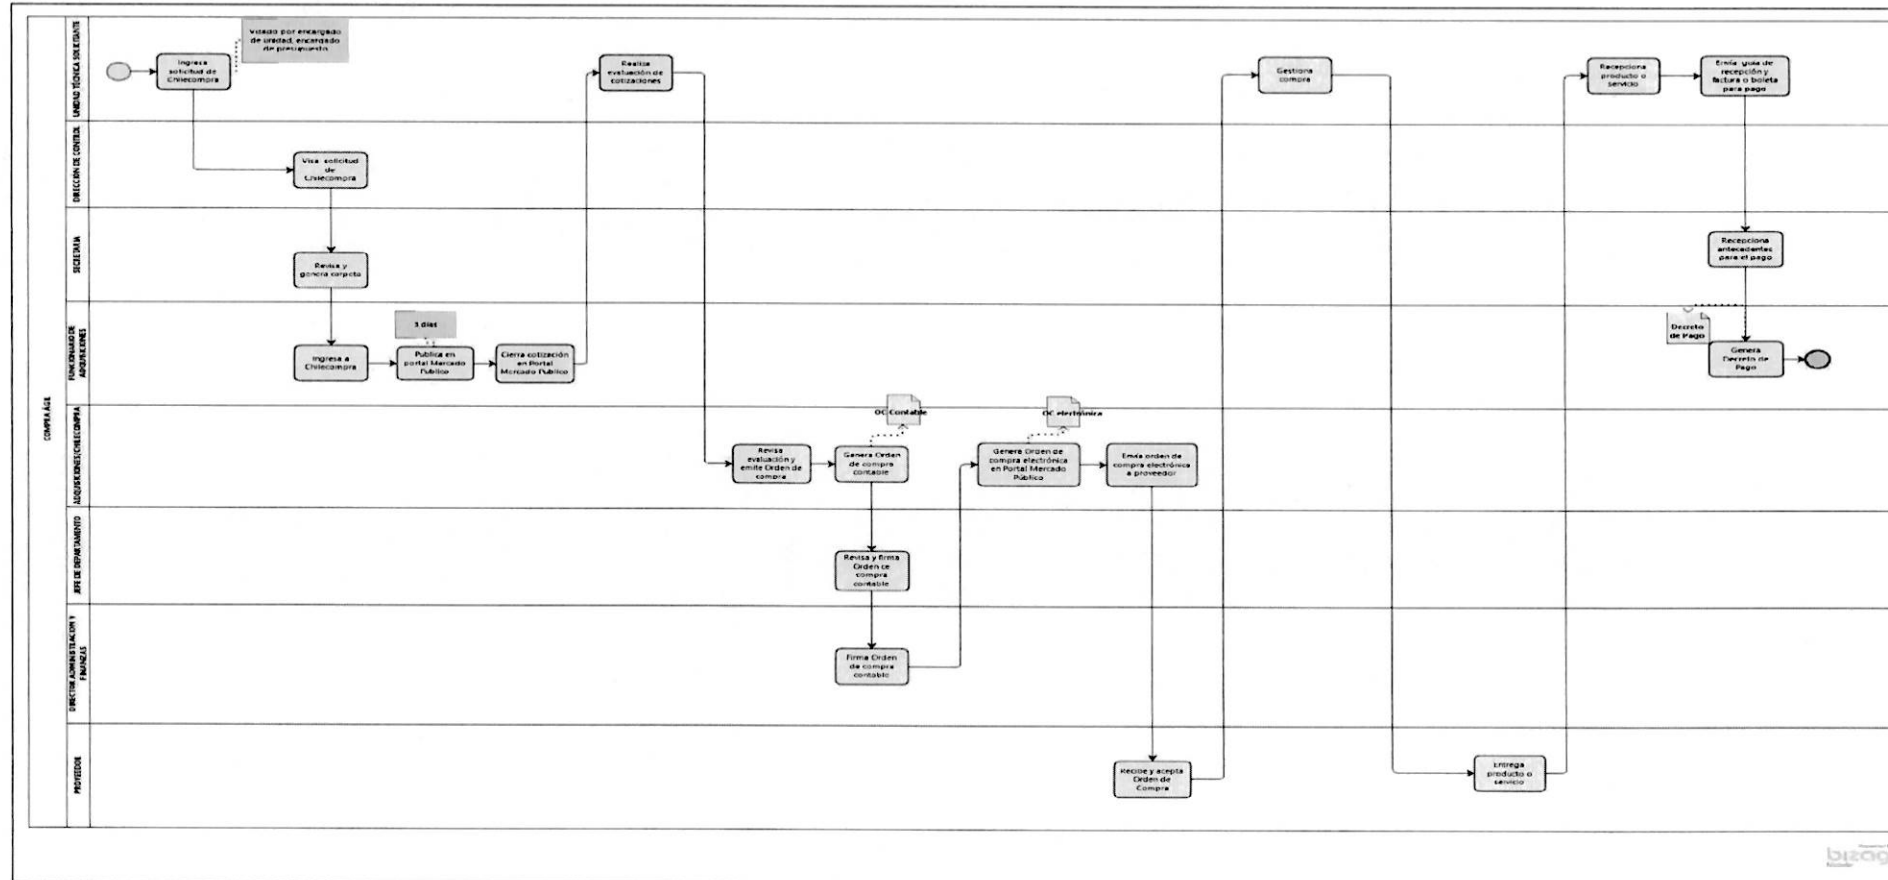 COMPRA ÁGIL
UNIDAD TÉCNICA SOLICITANTE
Visado por encargado
de unidad, encargado
de presupuesto
Ingresa
solicitud de
Chilecompra
Realiza
evaluación de
cotizaciones
Gestiona
compra
Recepciona
producto o
servicio
Envía guía de
recepción y
factura o boleta
para pago
DIRECCIÓN DE CONTROL
Visa solicitud
de
Chilecompra
SECRETARIA
Revisa y
genera carpeta
Recepciona
antecedentes
para el pago
FUNCIONARIO DE
ADQUISICIONES
Ingresa a
Chilecompra
3 días
Publica en
portal Mercado
Público
Cierra cotización
en Portal
Mercado Público
Decreto
de Pago
Genera
Decreto de
Pago
ADQUISICIONES/CHILECOMPRA
Revisa
evaluación y
emite Orden de
compra
OC Contable
Genera Orden
de compra
contable
OC electrónica
Genera Orden de
compra electrónica
en Portal Mercado
Público
Envía orden de
compra electrónica
a proveedor
JEFE DE DEPARTAMENTO
Revisa y firma
Orden de
compra
contable
DIRECTOR ADMINISTRACION Y
FINANZAS
Firma Orden
de compra
contable
PROVEEDOR
Recibe y acepta
Orden de
Compra
Entrega
producto o
servicio
bizag